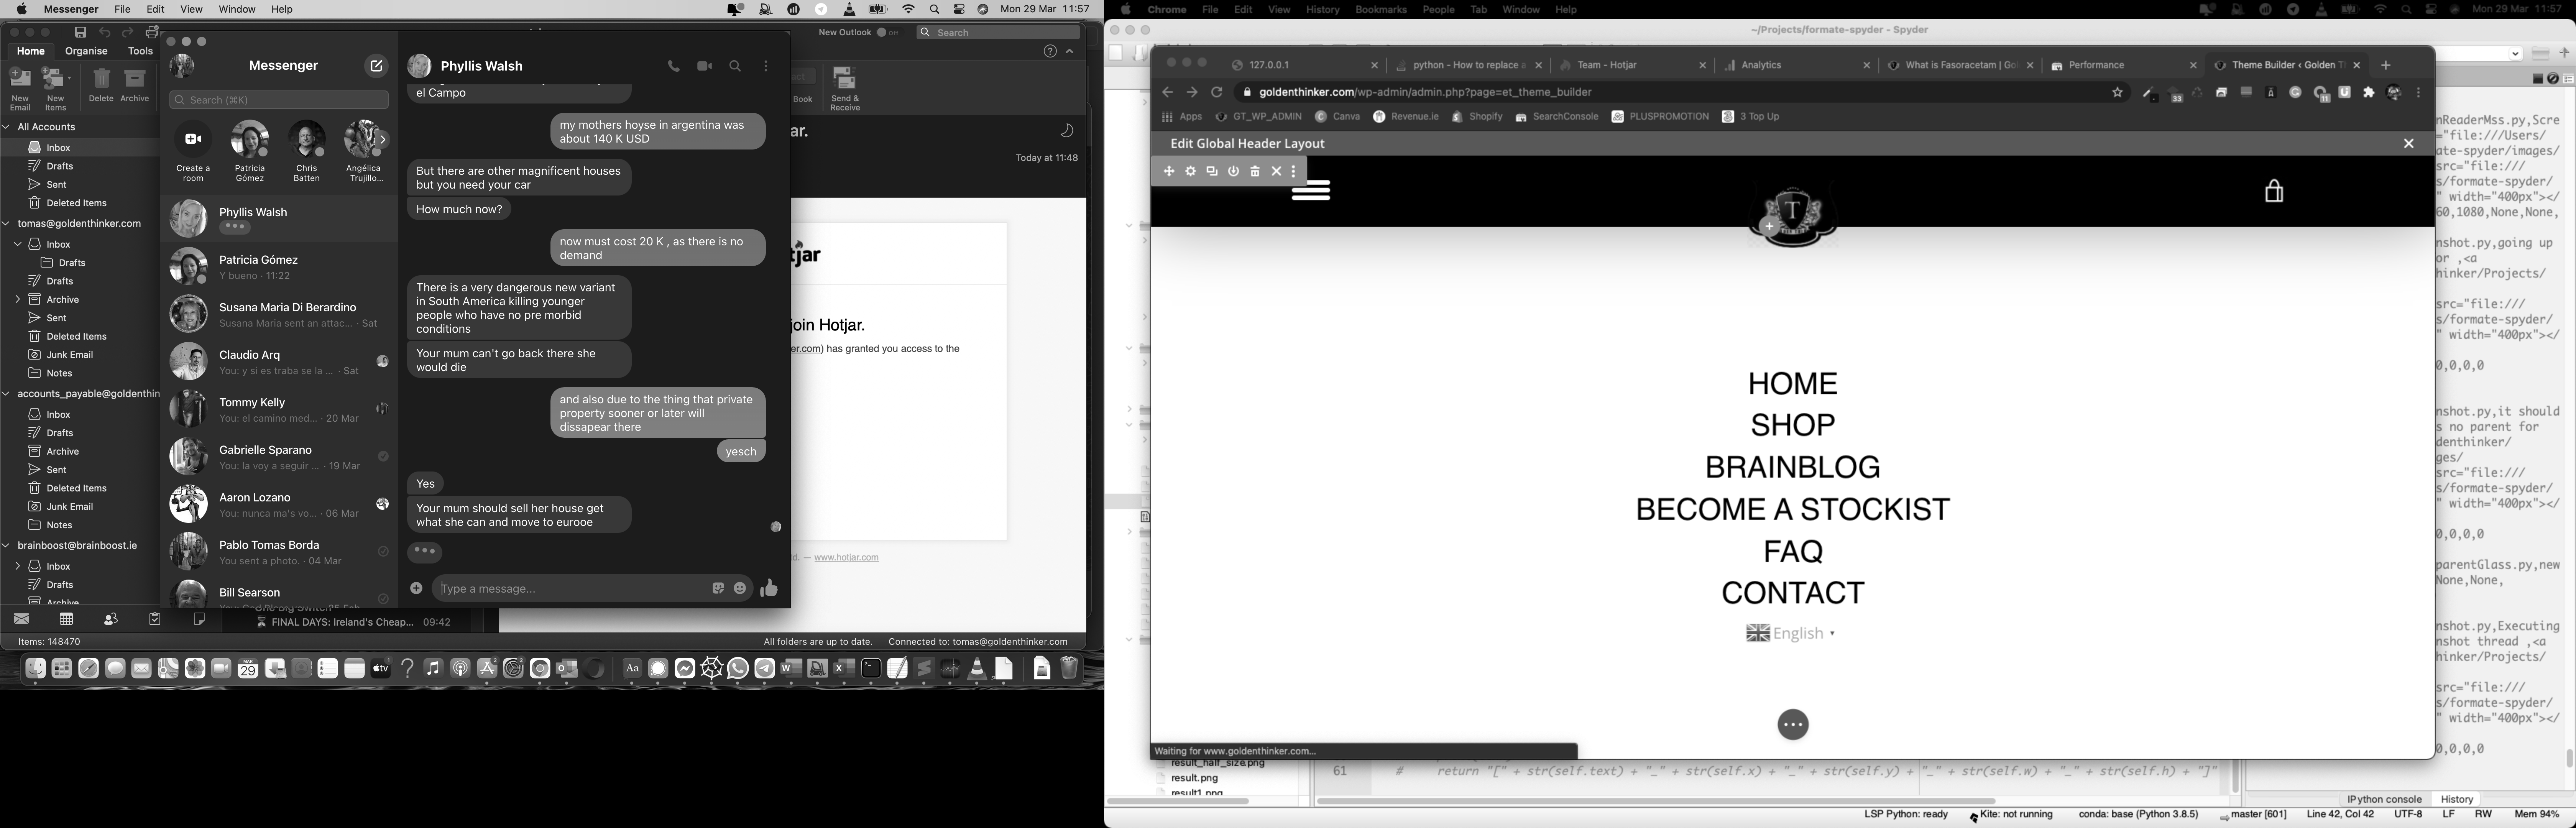 Messenger File Edit View Window Help
Mon 29 Mar 11:57
New Outlook
Search
Home Organise Tools
New Email
New Items
Delete
Archive
Book
Send & Receive
All Accounts
Inbox
Drafts
Sent
Deleted Items
tomas@goldenthinker.com
Inbox
Drafts
Drafts
Archive
Sent
Deleted Items
Junk Email
Notes
accounts_payable@goldenthin
Inbox
Drafts
Archive
Sent
Deleted Items
Junk Email
Notes
brainboost@brainboost.ie
Inbox
Drafts
Archive
Items: 148470
Messenger
Search (⌘K)
Create a room
Patricia Gómez
Chris Batten
Angélica Trujillo...
Phyllis Walsh
Patricia Gómez
Y bueno · 11:22
Susana Maria Di Berardino
Susana Maria sent an attac... · Sat
Claudio Arq
You: y si es traba se la ... · Sat
Tommy Kelly
You: el camino med... · 20 Mar
Gabrielle Sparano
You: la voy a seguir ... · 19 Mar
Aaron Lozano
You: nunca ma's vo... · 06 Mar
Pablo Tomas Borda
You sent a photo. · 04 Mar
Bill Searson
FINAL DAYS: Ireland's Cheap... 09:42
Phyllis Walsh
el Campo
my mothers hoyse in argentina was
about 140 K USD
But there are other magnificent houses
but you need your car
How much now?
now must cost 20 K , as there is no
demand
There is a very dangerous new variant
in South America killing younger
people who have no pre morbid
conditions
Your mum can't go back there she
would die
and also due to the thing that private
property sooner or later will
dissapear there
yesch
Yes
Your mum should sell her house get
what she can and move to eurooe
Type a message...
ar.
Today at 11:48
tjar
join Hotjar.
er.com) has granted you access to the
td. — www.hotjar.com
All folders are up to date. Connected to: tomas@goldenthinker.com
Chrome File Edit View History Bookmarks People Tab Window Help
Mon 29 Mar 11:57
~/Projects/formate-spyder - Spyder
127.0.0.1
python - How to replace a
Team - Hotjar
Analytics
What is Fasoracetam | Go
Performance
Theme Builder ‹ Golden T
goldenthinker.com/wp-admin/admin.php?page=et_theme_builder
Apps GT_WP_ADMIN Canva Revenue.ie Shopify SearchConsole PLUSPROMOTION 3 Top Up
Edit Global Header Layout
T
HOME
SHOP
BRAINBLOG
BECOME A STOCKIST
FAQ
CONTACT
English
Waiting for www.goldenthinker.com...
result_half_size.png
result.png
result1.png
61 # return "[" + str(self.text) + "_" + str(self.x) + "_" + str(self.y) + "_" + str(self.w) + "_" + str(self.h) + "]"
nReaderMss.py,Scre
="file:///Users/
ate-spyder/images/
src="file:///
s/formate-spyder/
" width="400px"></
60,1080,None,None,
nshot.py,going up
or ,<a
hinker/Projects/
src="file:///
s/formate-spyder/
" width="400px"></
0,0,0,0
nshot.py,it should
s no parent for
denthinker/
ges/
src="file:///
s/formate-spyder/
" width="400px"></
0,0,0,0
parentGlass.py,new
None,None,
nshot.py,Executing
nshot thread ,<a
hinker/Projects/
src="file:///
s/formate-spyder/
" width="400px"></
0,0,0,0
IPython console History
LSP Python: ready Kite: not running conda: base (Python 3.8.5) master [601] Line 42, Col 42 UTF-8 LF RW Mem 94%